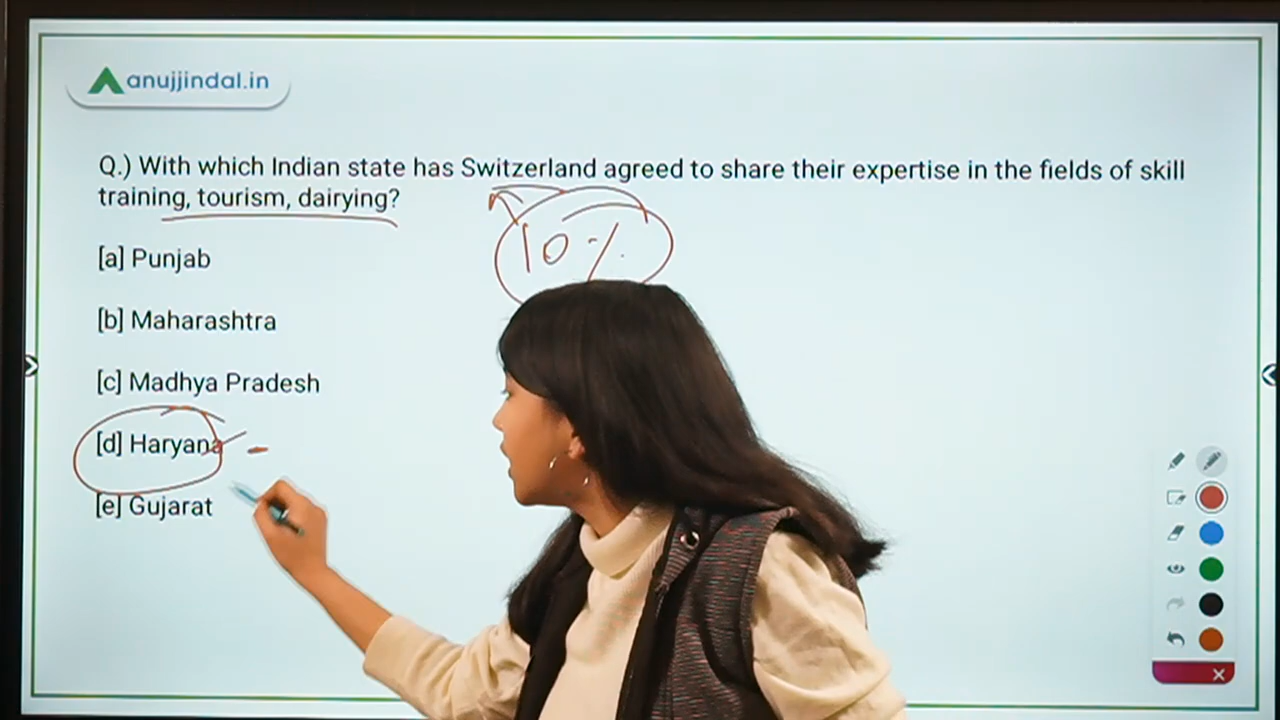 anujjindal.in
Q.) With which Indian state has Switzerland agreed to share their expertise in the fields of skill
training, tourism, dairying?
10%
[a] Punjab
[b] Maharashtra
[c] Madhya Pradesh
[d] Haryana
[e] Gujarat